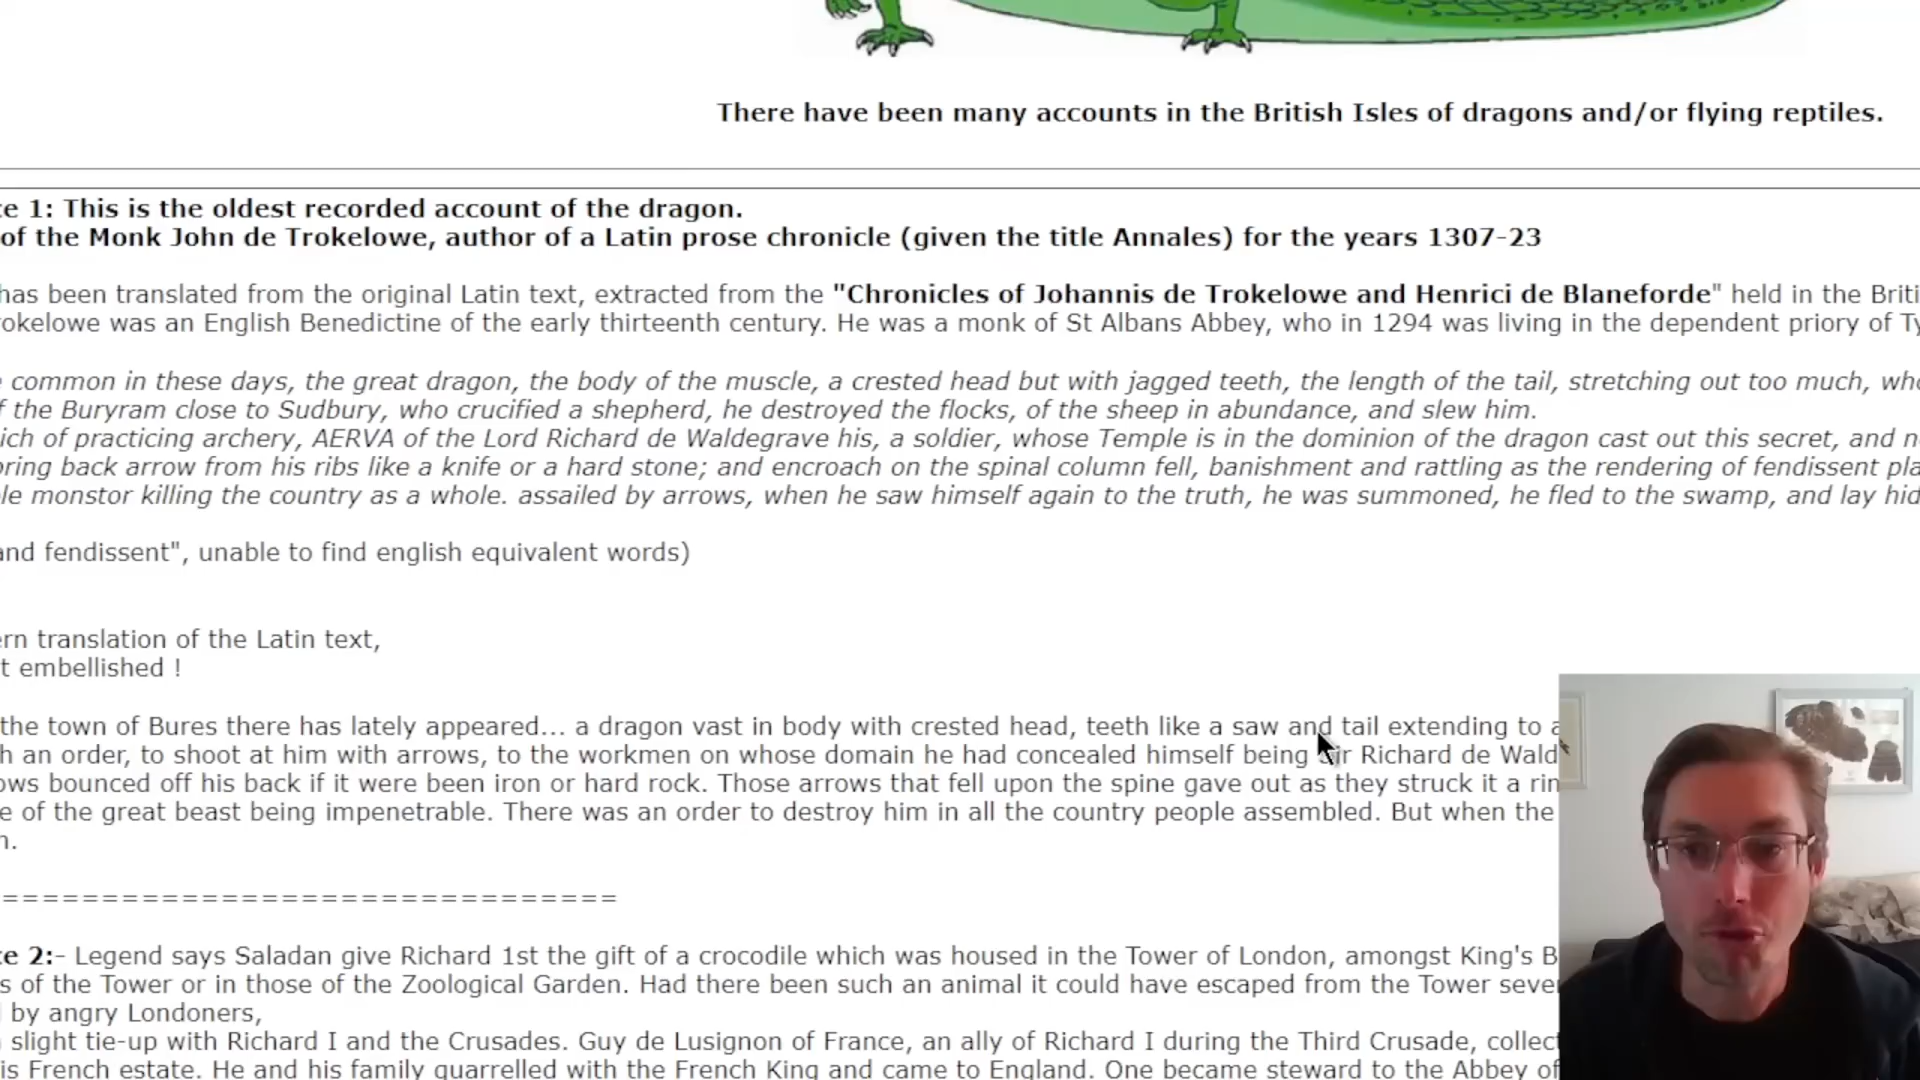 There have been many accounts in the British Isles of dragons and/or flying reptiles.
1: This is the oldest recorded account of the dragon.
of the Monk John de Trokelowe, author of a Latin prose chronicle (given the title Annales) for the years 1307-23
has been translated from the original Latin text, extracted from the "Chronicles of Johannis de Trokelowe and Henrici de Blaneforde" held in the
rokelowe was an English Benedictine of the early thirteenth century. He was a monk of St Albans Abbey, who in 1294 was living in the dependent priory of
common in these days, the great dragon, the body of the muscle, a crested head but with jagged teeth, the length of the tail, stretching out too much,
the Buryram close to Sudbury, who crucified a shepherd, he destroyed the flocks, of the sheep in abundance, and slew him.
ich of practicing archery, AERVA of the Lord Richard de Waldegrave his, a soldier, whose Temple is in the dominion of the dragon cast out this secret, and
bring back arrow from his ribs like a knife or a hard stone; and encroach on the spinal column fell, banishment and rattling as the rendering of fendissent
le monstor killing the country as a whole. assailed by arrows, when he saw himself again to the truth, he was summoned, he fled to the swamp, and lay hid
and fendissent", unable to find english equivalent words)
ern translation of the Latin text,
t embellished !
the town of Bures there has lately appeared... a dragon vast in body with crested head, teeth like a saw and tail extending to
h an order, to shoot at him with arrows, to the workmen on whose domain he had concealed himself being Sir Richard de Wald
ows bounced off his back if it were been iron or hard rock. Those arrows that fell upon the spine gave out as they struck it a
e of the great beast being impenetrable. There was an order to destroy him in all the country people assembled. But when the
==============================
2:- Legend says Saladan give Richard 1st the gift of a crocodile which was housed in the Tower of London, amongst King's
s of the Tower or in those of the Zoological Garden. Had there been such an animal it could have escaped from the Tower
by angry Londoners,
slight tie-up with Richard I and the Crusades. Guy de Lusignon of France, an ally of Richard I during the Third Crusade,
is French estate. He and his family quarrelled with the French King and came to England. One became steward to the Abbey of